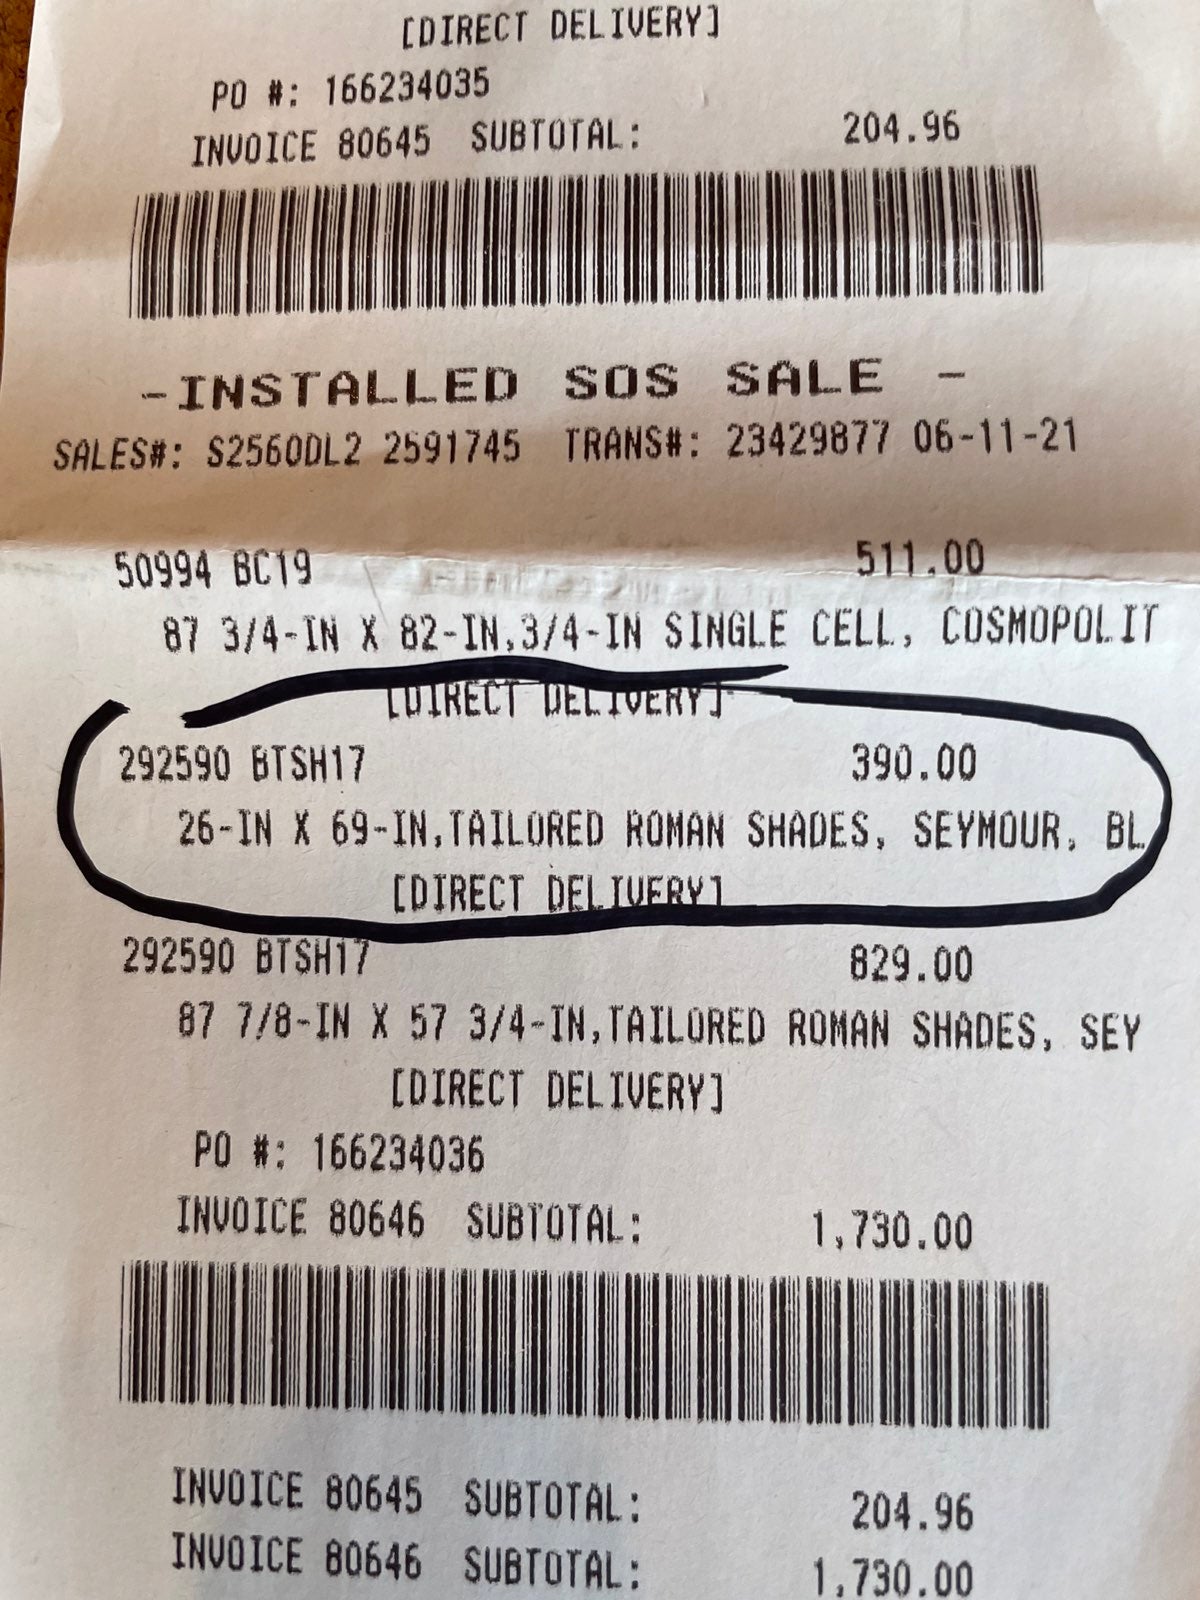 [DIRECT DELIVERY]
PO #: 166234035
INVOICE 80645 SUBTOTAL: 204.96
-INSTALLED SOS SALE -
SALES#: S2560DL2 2591745 TRANS#: 23429877 06-11-21
50994 BC19 511.00
87 3/4-IN X 82-IN,3/4-IN SINGLE CELL, COSMOPOLIT
[DIRECT DELIVERY]
292590 BTSH17 390.00
26-IN X 69-IN,TAILORED ROMAN SHADES, SEYMOUR, BL
[DIRECT DELIVERY]
292590 BTSH17 829.00
87 7/8-IN X 57 3/4-IN,TAILORED ROMAN SHADES, SEY
[DIRECT DELIVERY]
PO #: 166234036
INVOICE 80646 SUBTOTAL: 1,730.00
INVOICE 80645 SUBTOTAL: 204.96
INVOICE 80646 SUBTOTAL: 1,730.00